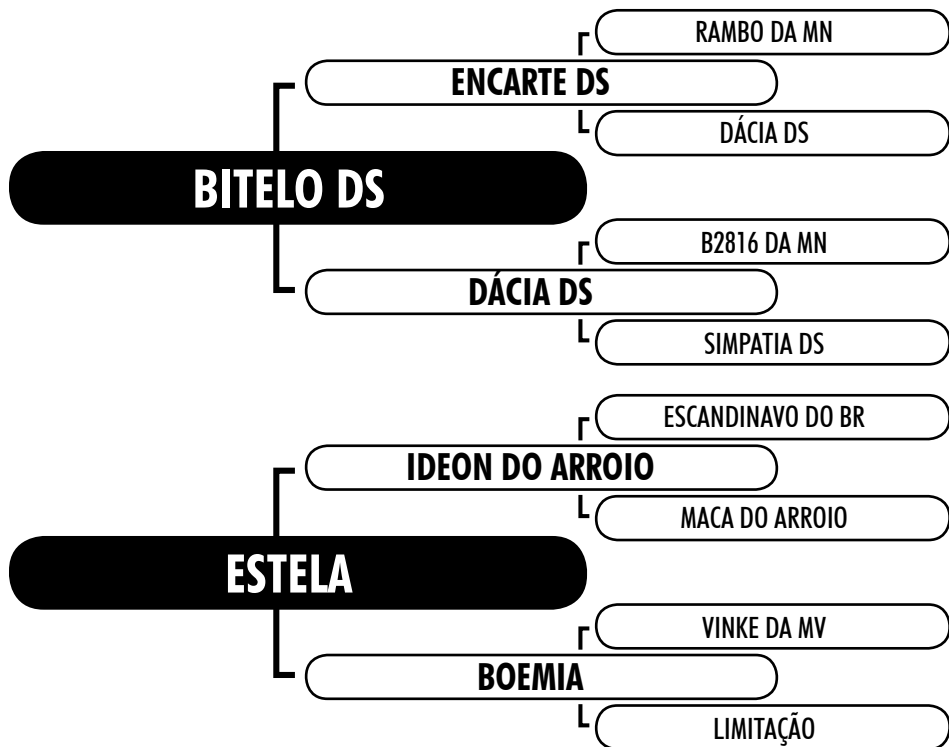 RAMBO DA MN
ENCARTE DS
DÁCIA DS
BITELO DS
B2816 DA MN
DÁCIA DS
SIMPATIA DS
ESCANDINAVO DO BR
IDEON DO ARROIO
MACA DO ARROIO
ESTELA
VINKE DA MV
BOEMIA
LIMITAÇÃO